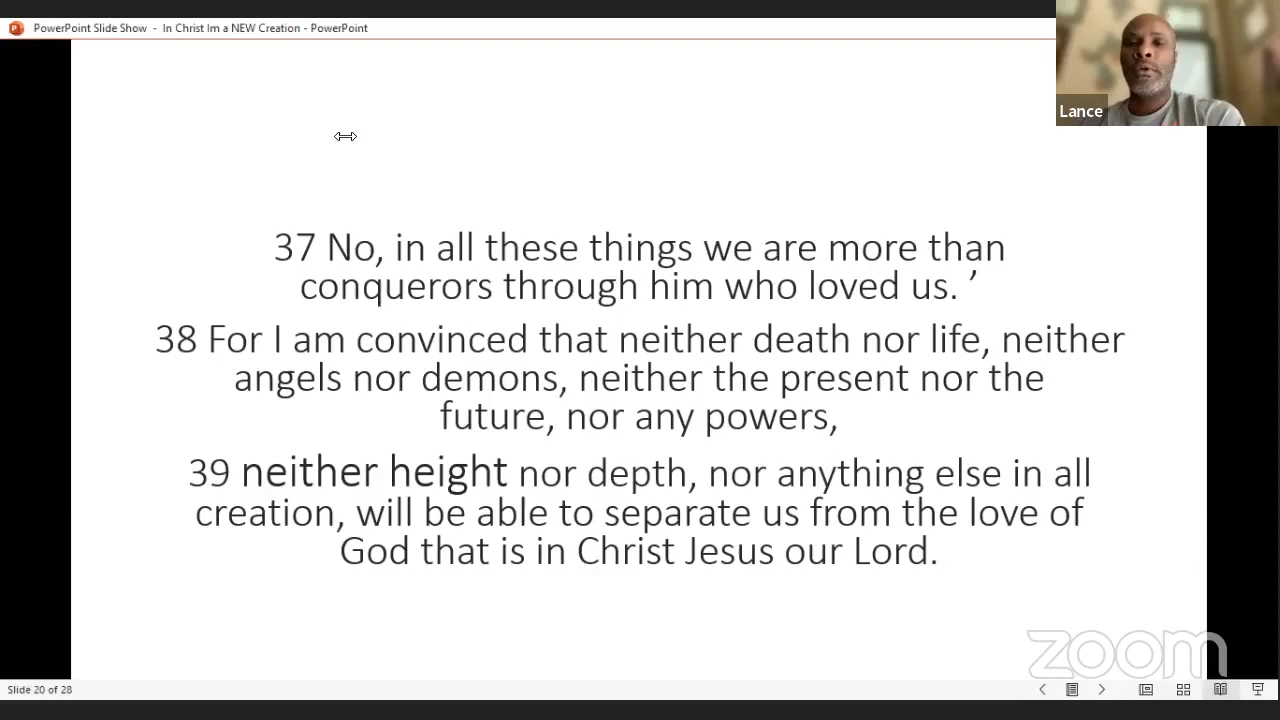 PowerPoint Slide Show - In Christ Im a NEW Creation - PowerPoint
Lance
37 No, in all these things we are more than
conquerors through him who loved us. ’
38 For I am convinced that neither death nor life, neither
angels nor demons, neither the present nor the
future, nor any powers,
39 neither height nor depth, nor anything else in all
creation, will be able to separate us from the love of
God that is in Christ Jesus our Lord.
zoom
Slide 20 of 28